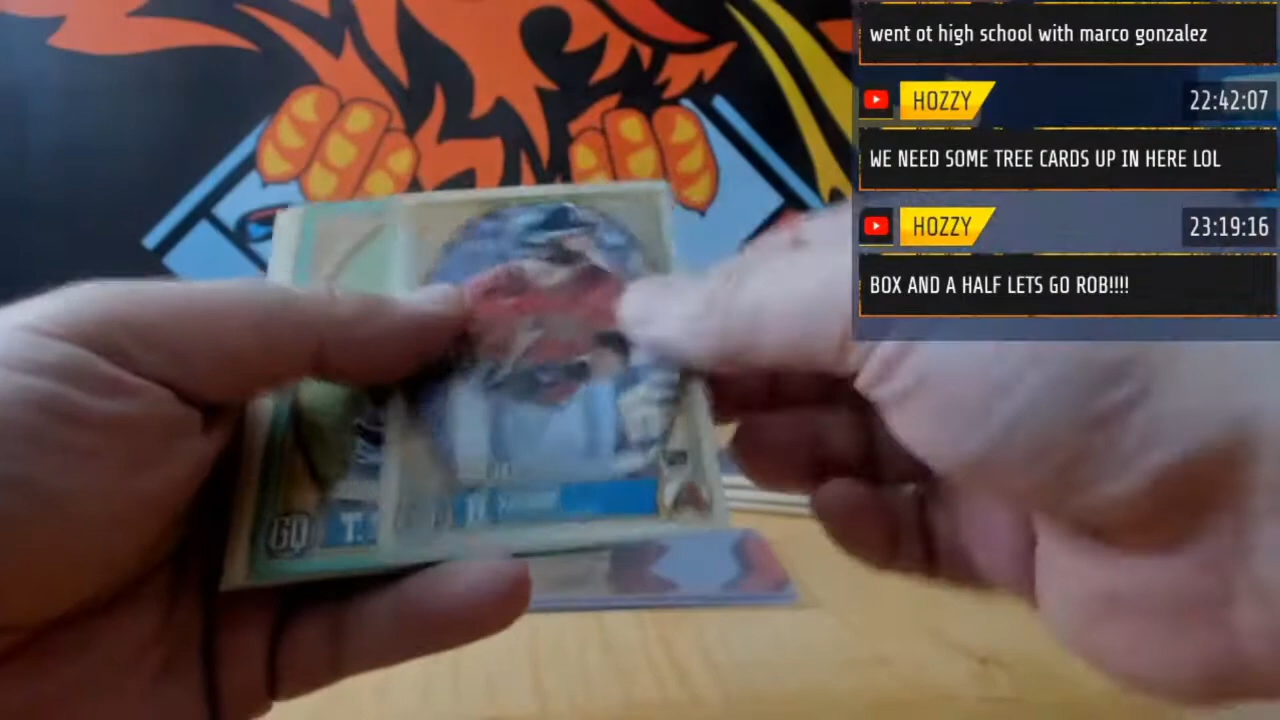 went ot high school with marco gonzalez
HOZZY 22:42:07
WE NEED SOME TREE CARDS UP IN HERE LOL
HOZZY 23:19:16
BOX AND A HALF LETS GO ROB!!!!
GQ T.